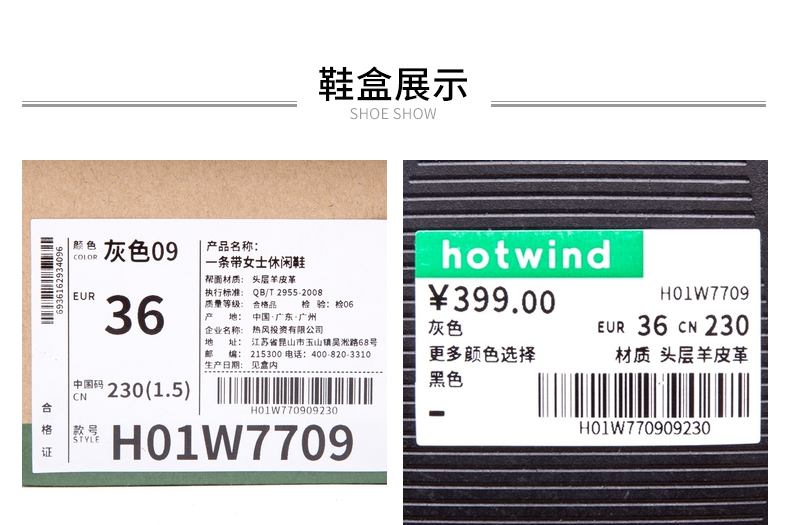 鞋盒展示
SHOE SHOW
6936162934096
合格证
颜色
COLOR
灰色09
EUR
36
中国码
CN
230(1.5)
款号
STYLE
H01W7709
产品名称：
一条带女士休闲鞋
帮面材质： 头层羊皮革
执行标准： QB/T 2955-2008
质量等级： 合格品 检 验：检06
产 地： 中国·广东·广州
企业名称： 热风投资有限公司
地 址： 江苏省昆山市玉山镇吴淞路68号
邮 编： 215300 电话：400-820-3310
生产日期： 见盒内
H01W770909230
hotwind
¥399.00
H01W7709
灰色
EUR 36 CN 230
更多颜色选择
材质 头层羊皮革
黑色
H01W770909230